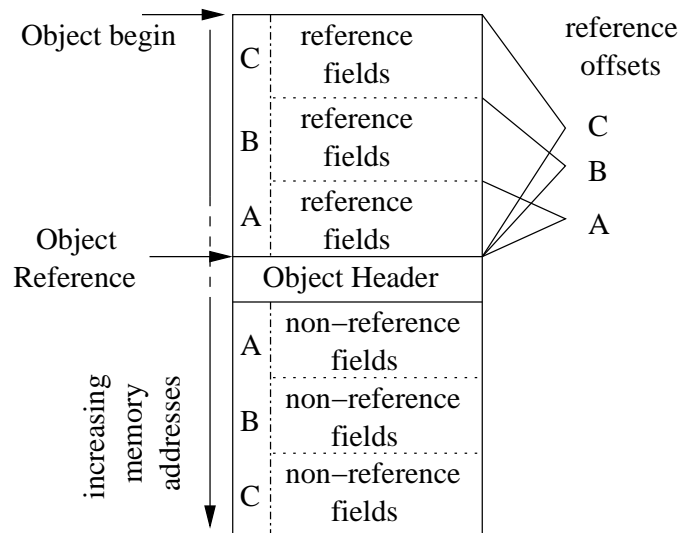 Object begin
reference
offsets
C
reference
fields
B
reference
fields
A
reference
fields
C
B
A
Object
Reference
Object Header
A
non−reference
fields
B
non−reference
fields
C
non−reference
fields
increasing
memory
addresses